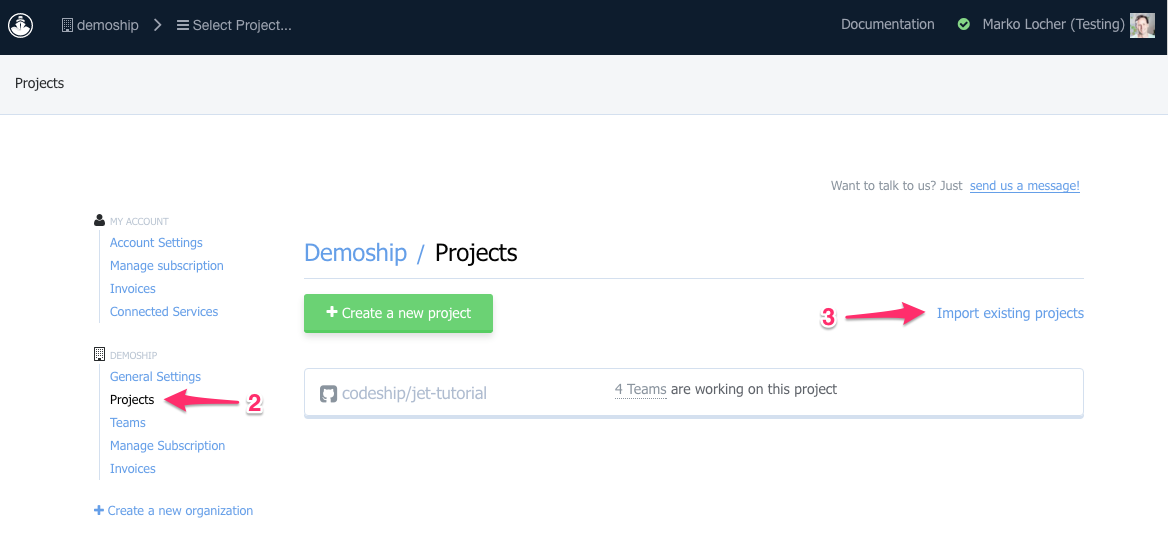 demoship Select Project... Documentation Marko Locher (Testing)
Projects
Want to talk to us? Just send us a message!
MY ACCOUNT
Account Settings
Manage subscription
Invoices
Connected Services
DEMOSHIP
General Settings
Projects 2
Teams
Manage Subscription
Invoices
+ Create a new organization
Demoship / Projects
+ Create a new project
3 Import existing projects
codeship/jet-tutorial 4 Teams are working on this project